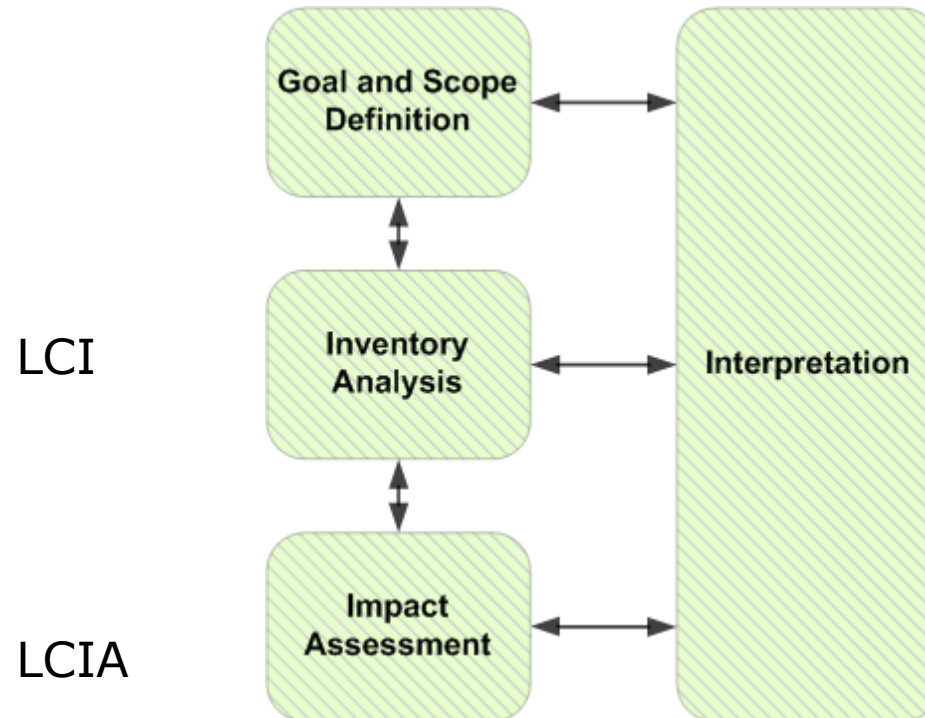 Goal and Scope
Definition
LCI
Inventory
Analysis
Interpretation
LCIA
Impact
Assessment